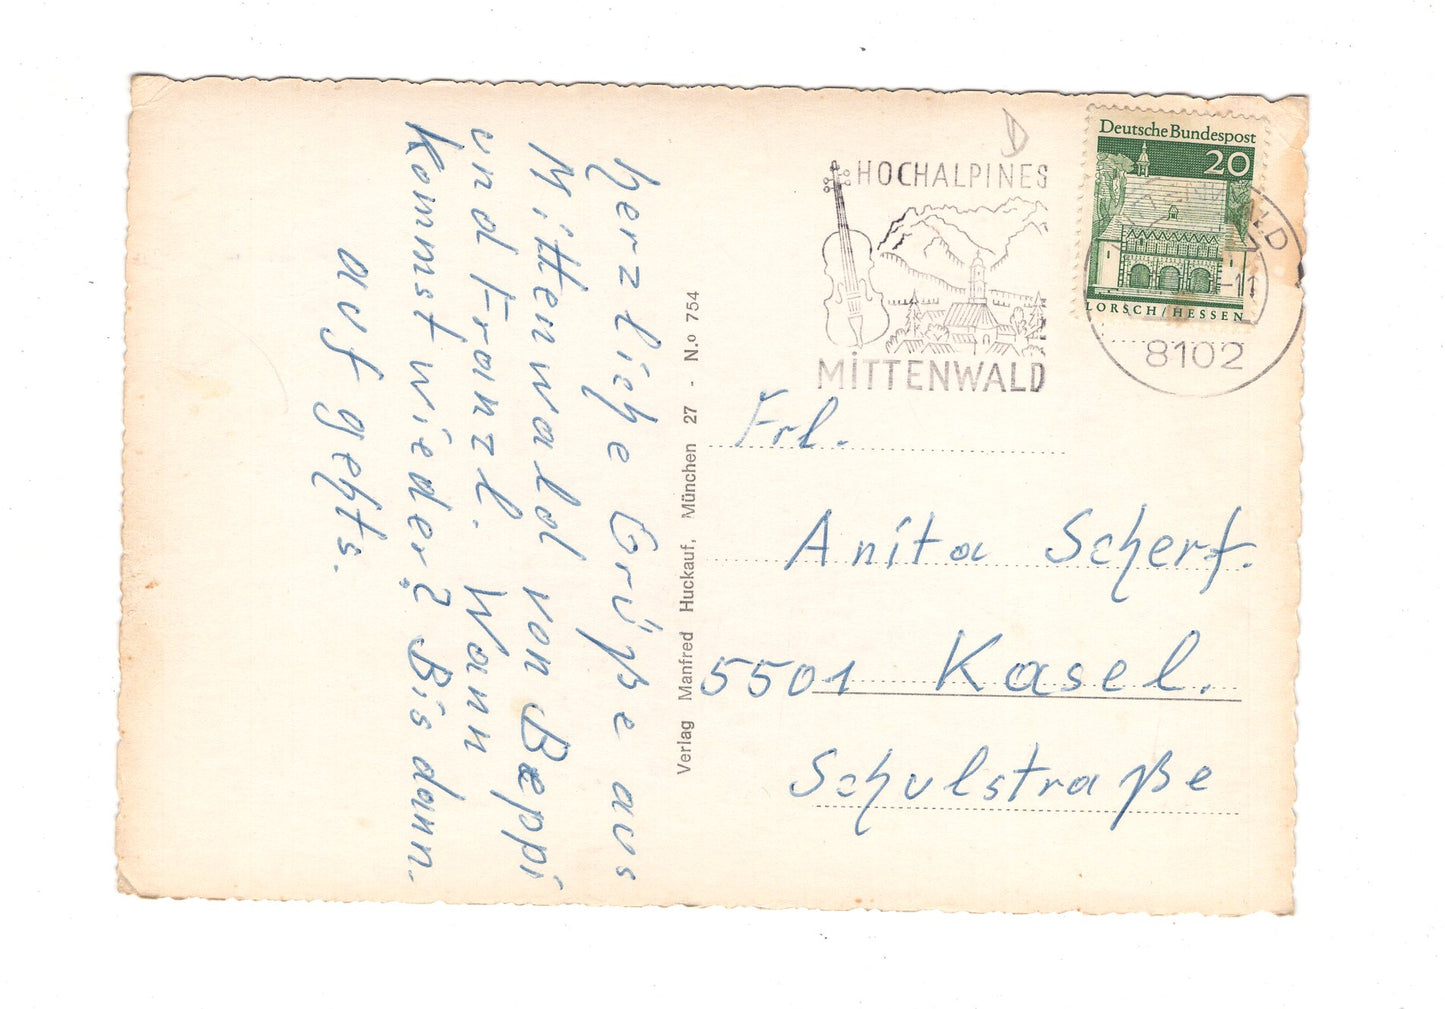 Herzliche Grüße aus
Mittenwald von Beppi
und Franzl. Wann
kommst wieder? Bis dann.
auf gehts.
Verlag Manfred Huckauf, München 27 - N.o 754
HOCHALPINES
MiTTENWALD
Deutsche Bundespost
20
LORSCH/HESSEN
-11
8102
Frl.
Anita Scherf.
5501 Kasel.
Schulstraße